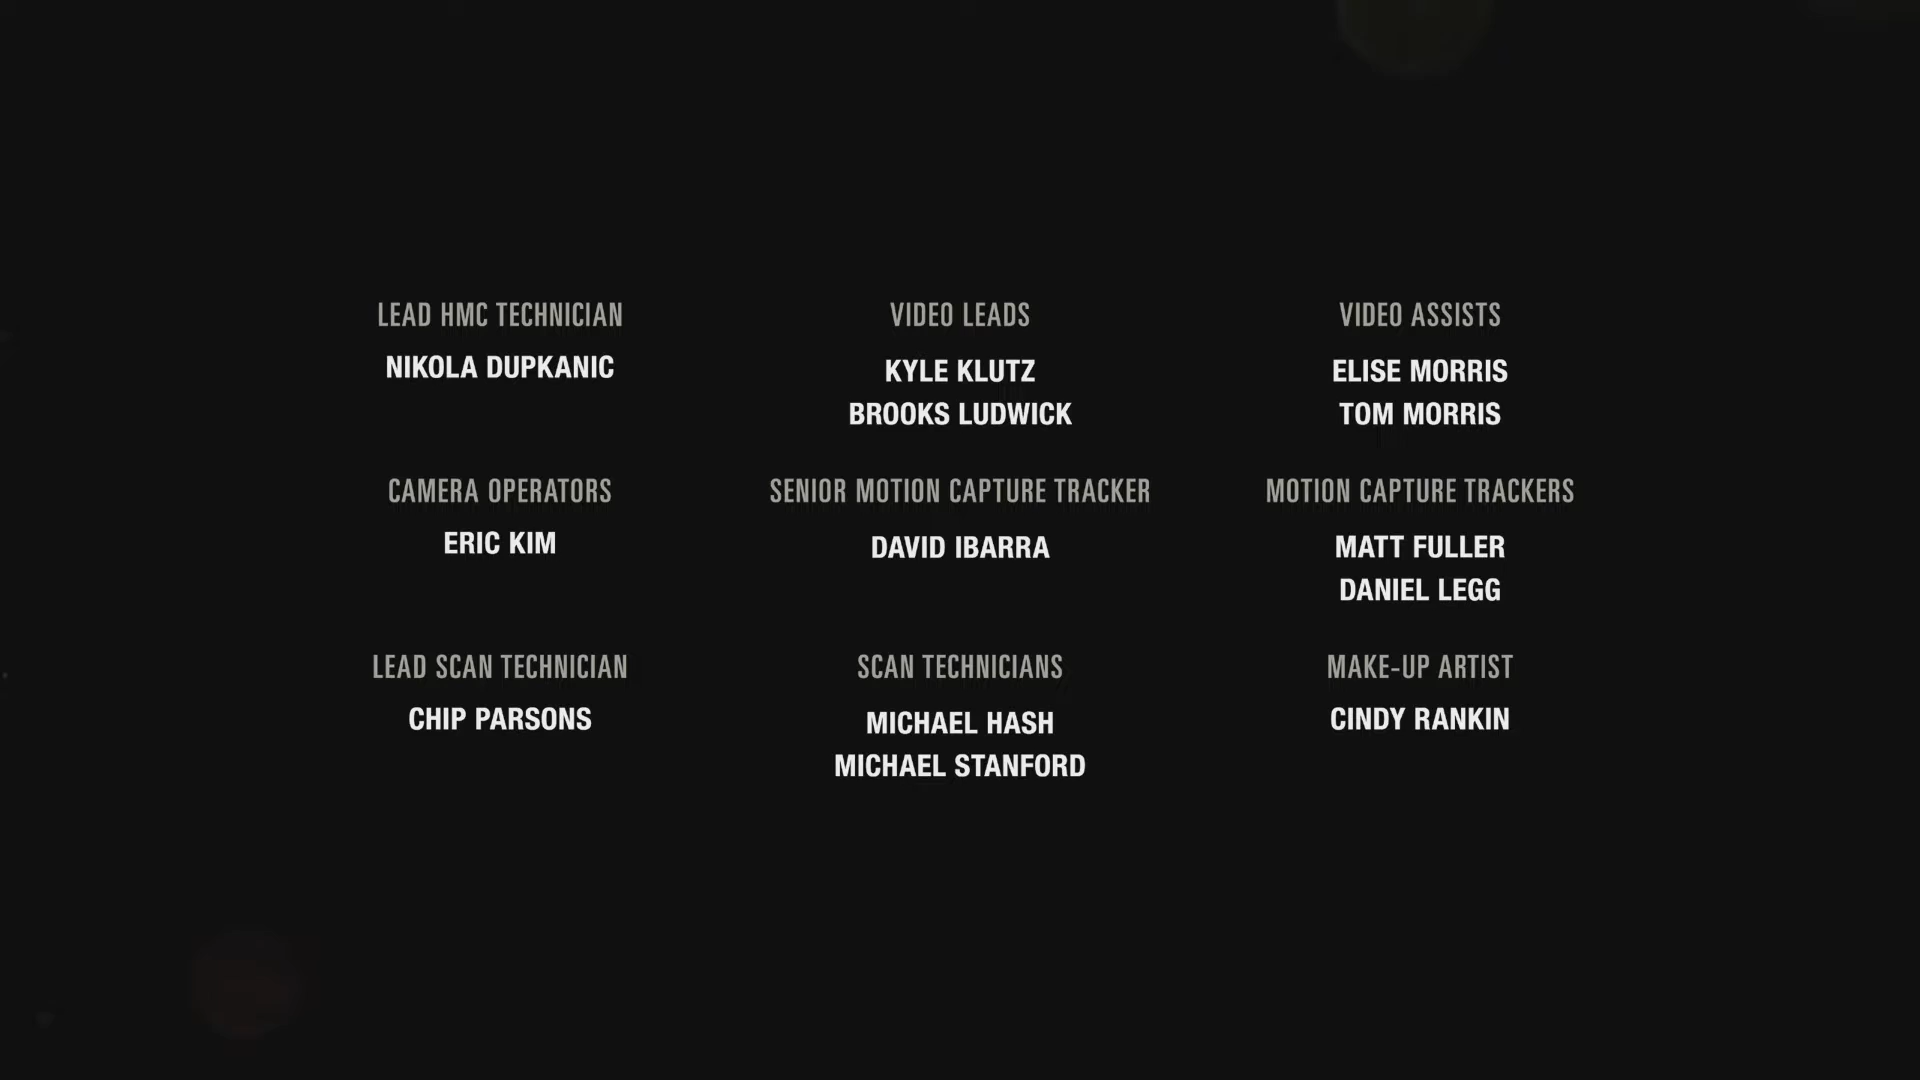 LEAD HMC TECHNICIAN
NIKOLA DUPKANIC
VIDEO LEADS
KYLE KLUTZ
BROOKS LUDWICK
VIDEO ASSISTS
ELISE MORRIS
TOM MORRIS
CAMERA OPERATORS
ERIC KIM
SENIOR MOTION CAPTURE TRACKER
DAVID IBARRA
MOTION CAPTURE TRACKERS
MATT FULLER
DANIEL LEGG
LEAD SCAN TECHNICIAN
CHIP PARSONS
SCAN TECHNICIANS
MICHAEL HASH
MICHAEL STANFORD
MAKE-UP ARTIST
CINDY RANKIN